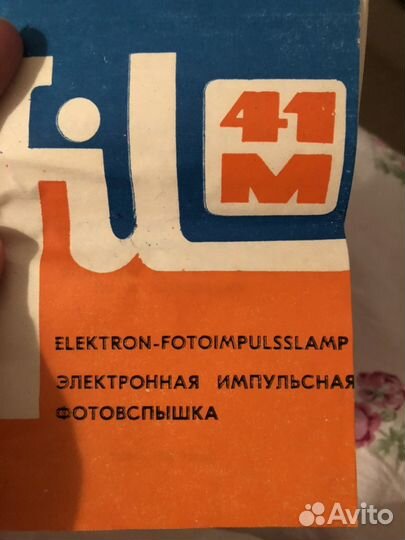 41
M
ELEKTRON-FOTOIMPULSSLAMP
ЭЛЕКТРОННАЯ ИМПУЛЬСНАЯ
ФОТОВСПЫШКА
Avito